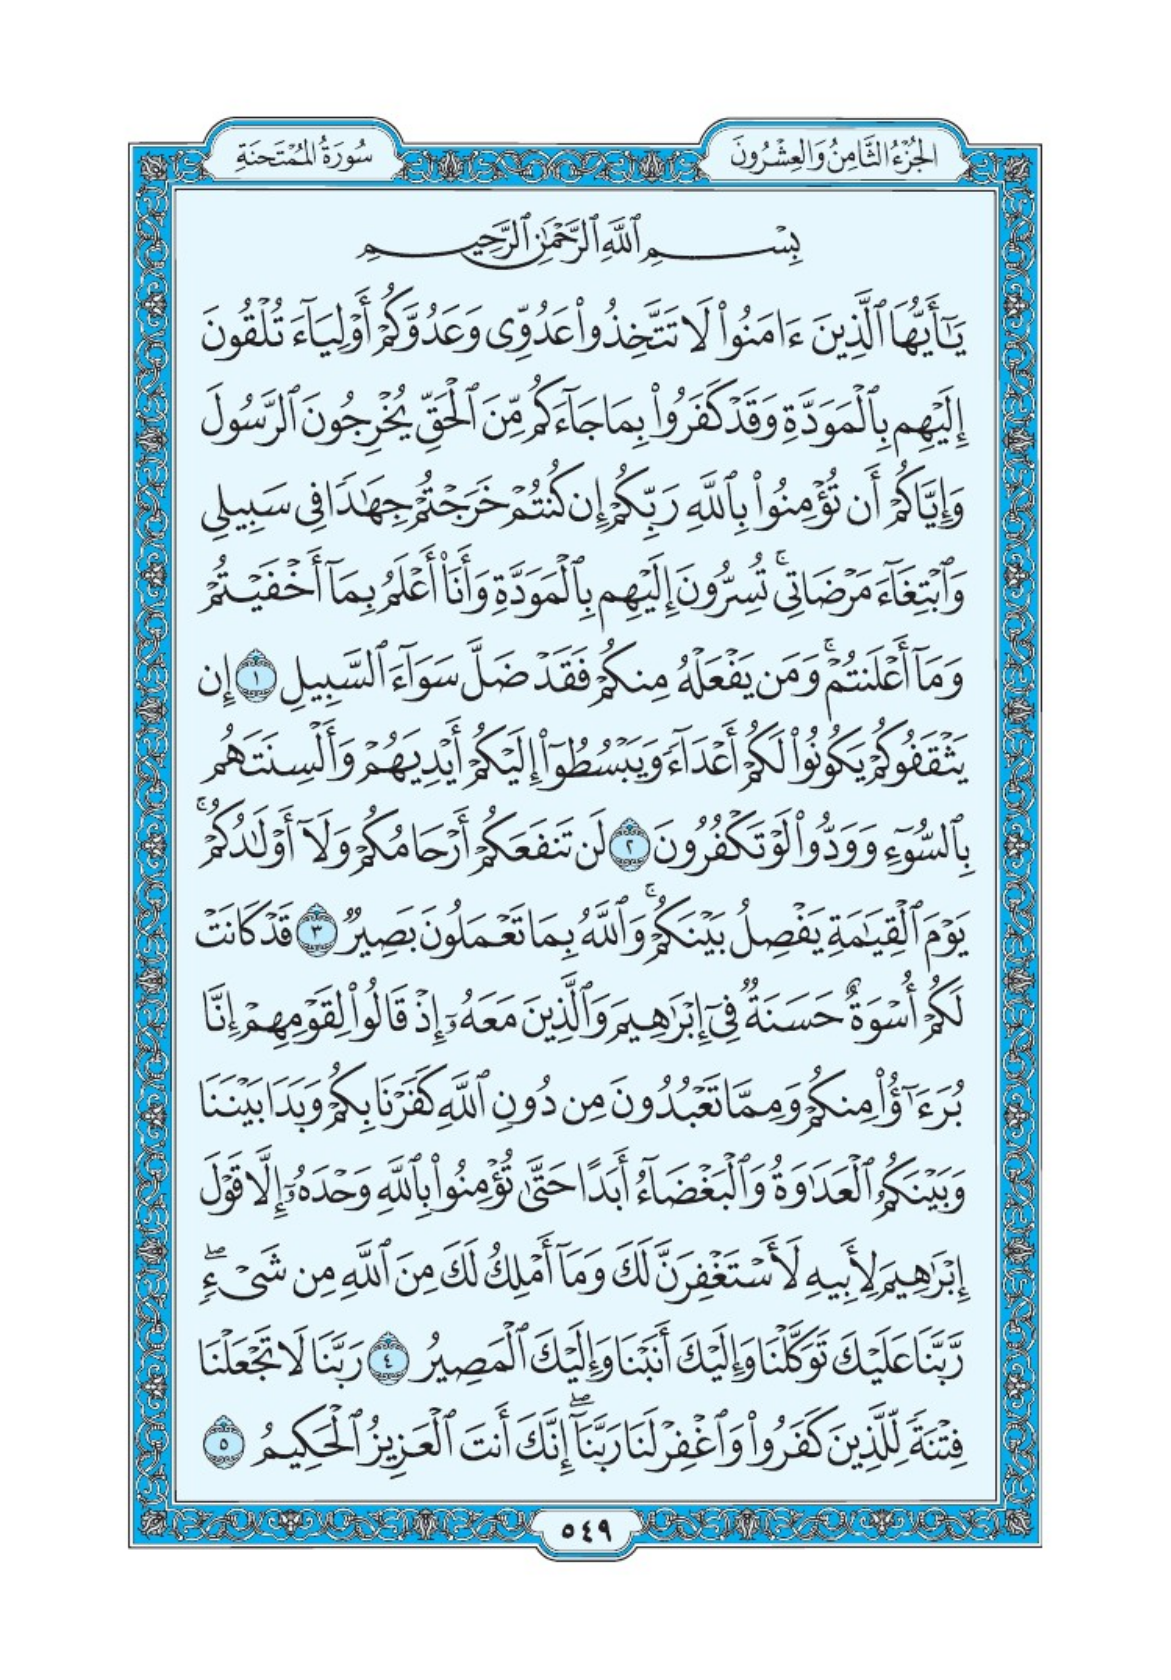 الجُزْءُ الثَّامِنُ وَالعِشْرُونَ
سُورَةُ المُمْتَحنَةِ
بِسْمِ ٱللَّهِ ٱلرَّحْمَٰنِ ٱلرَّحِيمِ
يَٰٓأَيُّهَا ٱلَّذِينَ ءَامَنُوا۟ لَا تَتَّخِذُوا۟ عَدُوِّى وَعَدُوَّكُمْ أَوْلِيَآءَ تُلْقُونَ
إِلَيْهِم بِٱلْمَوَدَّةِ وَقَدْ كَفَرُوا۟ بِمَا جَآءَكُم مِّنَ ٱلْحَقِّ يُخْرِجُونَ ٱلرَّسُولَ
وَإِيَّاكُمْ أَن تُؤْمِنُوا۟ بِٱللَّهِ رَبِّكُمْ إِن كُنتُمْ خَرَجْتُمْ جِهَٰدًا فِى سَبِيلِى
وَٱبْتِغَآءَ مَرْضَاتِى ۚ تُسِرُّونَ إِلَيْهِم بِٱلْمَوَدَّةِ وَأَنَا۠ أَعْلَمُ بِمَآ أَخْفَيْتُمْ
وَمَآ أَعْلَنتُمْ ۚ وَمَن يَفْعَلْهُ مِنكُمْ فَقَدْ ضَلَّ سَوَآءَ ٱلسَّبِيلِ ١ إِن
يَثْقَفُوكُمْ يَكُونُوا۟ لَكُمْ أَعْدَآءً وَيَبْسُطُوٓا۟ إِلَيْكُمْ أَيْدِيَهُمْ وَأَلْسِنَتَهُم
بِٱلسُّوٓءِ وَوَدُّوا۟ لَوْ تَكْفُرُونَ ٢ لَن تَنفَعَكُمْ أَرْحَامُكُمْ وَلَآ أَوْلَٰدُكُمْ ۚ
يَوْمَ ٱلْقِيَٰمَةِ يَفْصِلُ بَيْنَكُمْ ۚ وَٱللَّهُ بِمَا تَعْمَلُونَ بَصِيرٌ ٣ قَدْ كَانَتْ
لَكُمْ أُسْوَةٌ حَسَنَةٌ فِىٓ إِبْرَٰهِيمَ وَٱلَّذِينَ مَعَهُۥٓ إِذْ قَالُوا۟ لِقَوْمِهِمْ إِنَّا
بُرَءَٰٓؤُا۟ مِنكُمْ وَمِمَّا تَعْبُدُونَ مِن دُونِ ٱللَّهِ كَفَرْنَا بِكُمْ وَبَدَا بَيْنَنَا
وَبَيْنَكُمُ ٱلْعَدَٰوَةُ وَٱلْبَغْضَآءُ أَبَدًا حَتَّىٰ تُؤْمِنُوا۟ بِٱللَّهِ وَحْدَهُۥٓ إِلَّا قَوْلَ
إِبْرَٰهِيمَ لِأَبِيهِ لَأَسْتَغْفِرَنَّ لَكَ وَمَآ أَمْلِكُ لَكَ مِنَ ٱللَّهِ مِن شَىْءٍ ۖ
رَّبَّنَا عَلَيْكَ تَوَكَّلْنَا وَإِلَيْكَ أَنَبْنَا وَإِلَيْكَ ٱلْمَصِيرُ ٤ رَبَّنَا لَا تَجْعَلْنَا
فِتْنَةً لِّلَّذِينَ كَفَرُوا۟ وَٱغْفِرْ لَنَا رَبَّنَآ ۖ إِنَّكَ أَنتَ ٱلْعَزِيزُ ٱلْحَكِيمُ ٥
٥٤٩